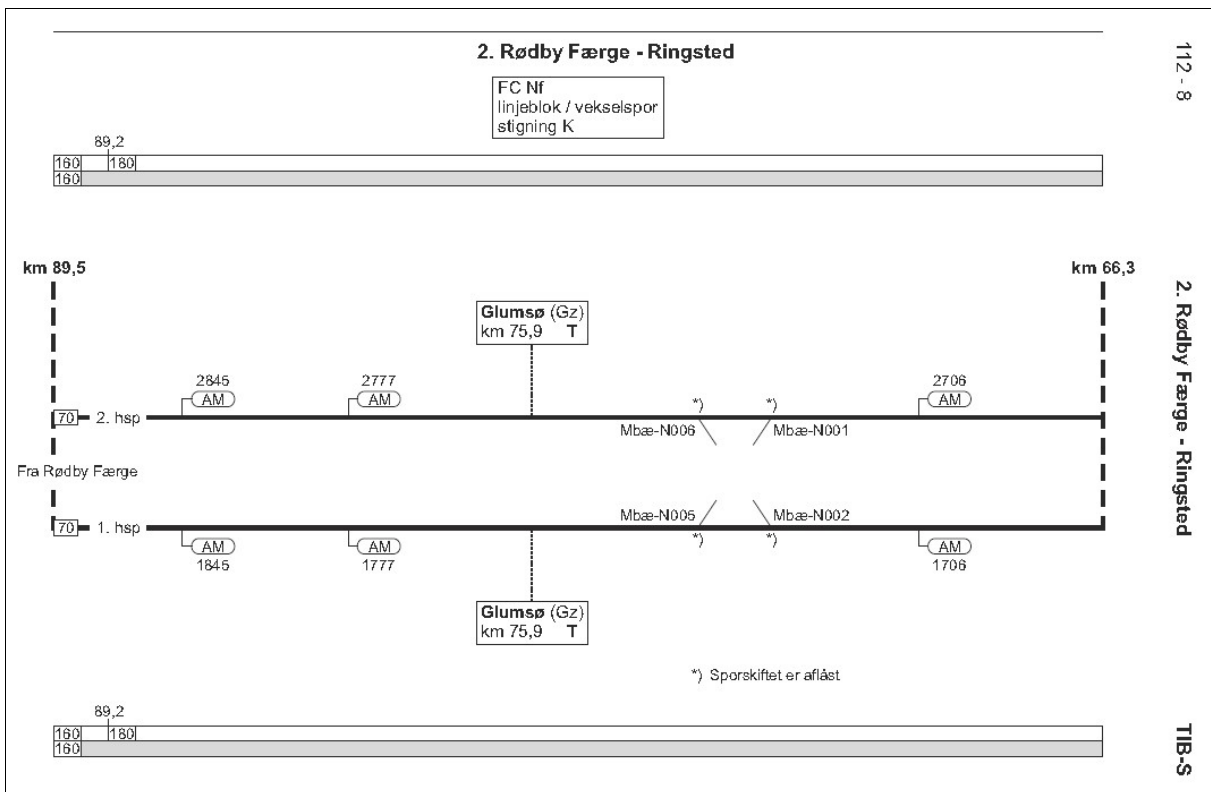 2. Rødby Færge - Ringsted
FC Nf
linjeblok / vekselspor
stigning K
89,2
160 180
160
km 89,5
km 66,3
Glumsø (Gz)
km 75,9 T
2845
AM
2777
AM
2706
AM
70 2. hsp
*) *)
Mbæ-N006
Mbæ-N001
Fra Rødby Færge
Mbæ-N005
Mbæ-N002
70 1. hsp
*) *)
AM
1845
AM
1777
AM
1706
Glumsø (Gz)
km 75,9 T
*) Sporskiftet er aflåst
89,2
160 180
160
112 - 8
2. Rødby Færge - Ringsted
TIB-S